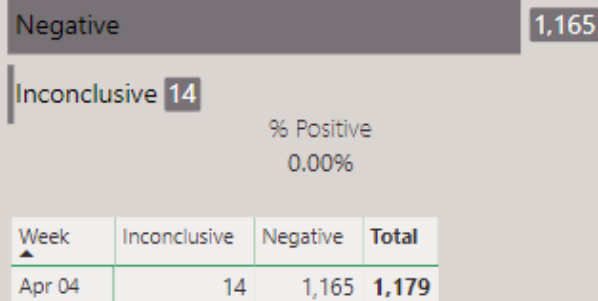 Negative 1,165
Inconclusive 14
% Positive
0.00%
Week Inconclusive Negative Total
Apr 04 14 1,165 1,179